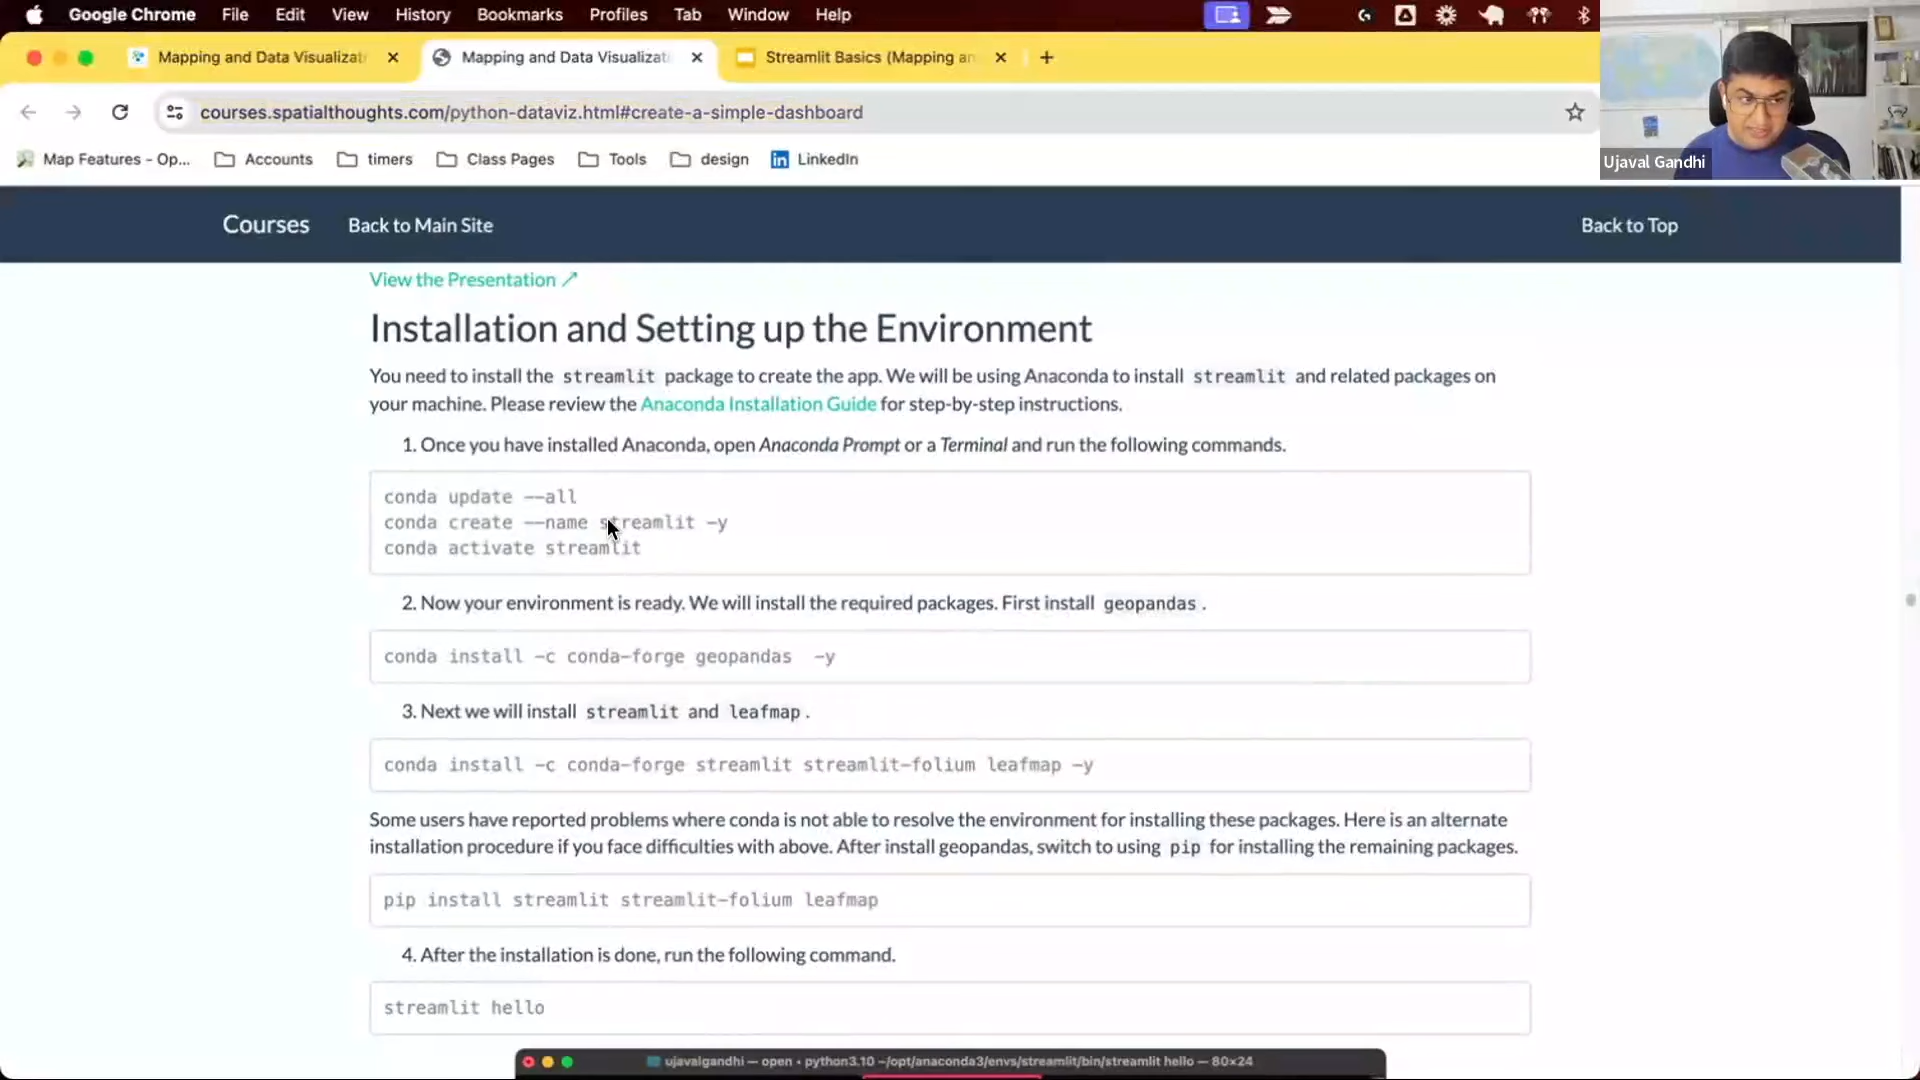 Google Chrome File Edit View History Bookmarks Profiles Tab Window Help
Mapping and Data Visualizat
Mapping and Data Visualizat
Streamlit Basics (Mapping an
courses.spatialthoughts.com/python-dataviz.html#create-a-simple-dashboard
Map Features - Op... Accounts timers Class Pages Tools design LinkedIn
Ujaval Gandhi
Courses Back to Main Site Back to Top
View the Presentation ↗
Installation and Setting up the Environment
You need to install the streamlit package to create the app. We will be using Anaconda to install streamlit and related packages on
your machine. Please review the Anaconda Installation Guide for step-by-step instructions.
1. Once you have installed Anaconda, open Anaconda Prompt or a Terminal and run the following commands.
conda update --all
conda create --name streamlit -y
conda activate streamlit
2. Now your environment is ready. We will install the required packages. First install geopandas .
conda install -c conda-forge geopandas  -y
3. Next we will install streamlit and leafmap .
conda install -c conda-forge streamlit streamlit-folium leafmap -y
Some users have reported problems where conda is not able to resolve the environment for installing these packages. Here is an alternate
installation procedure if you face difficulties with above. After install geopandas, switch to using pip for installing the remaining packages.
pip install streamlit streamlit-folium leafmap
4. After the installation is done, run the following command.
streamlit hello
ujavalgandhi — open • python3.10 ~/opt/anaconda3/envs/streamlit/bin/streamlit hello — 80×24